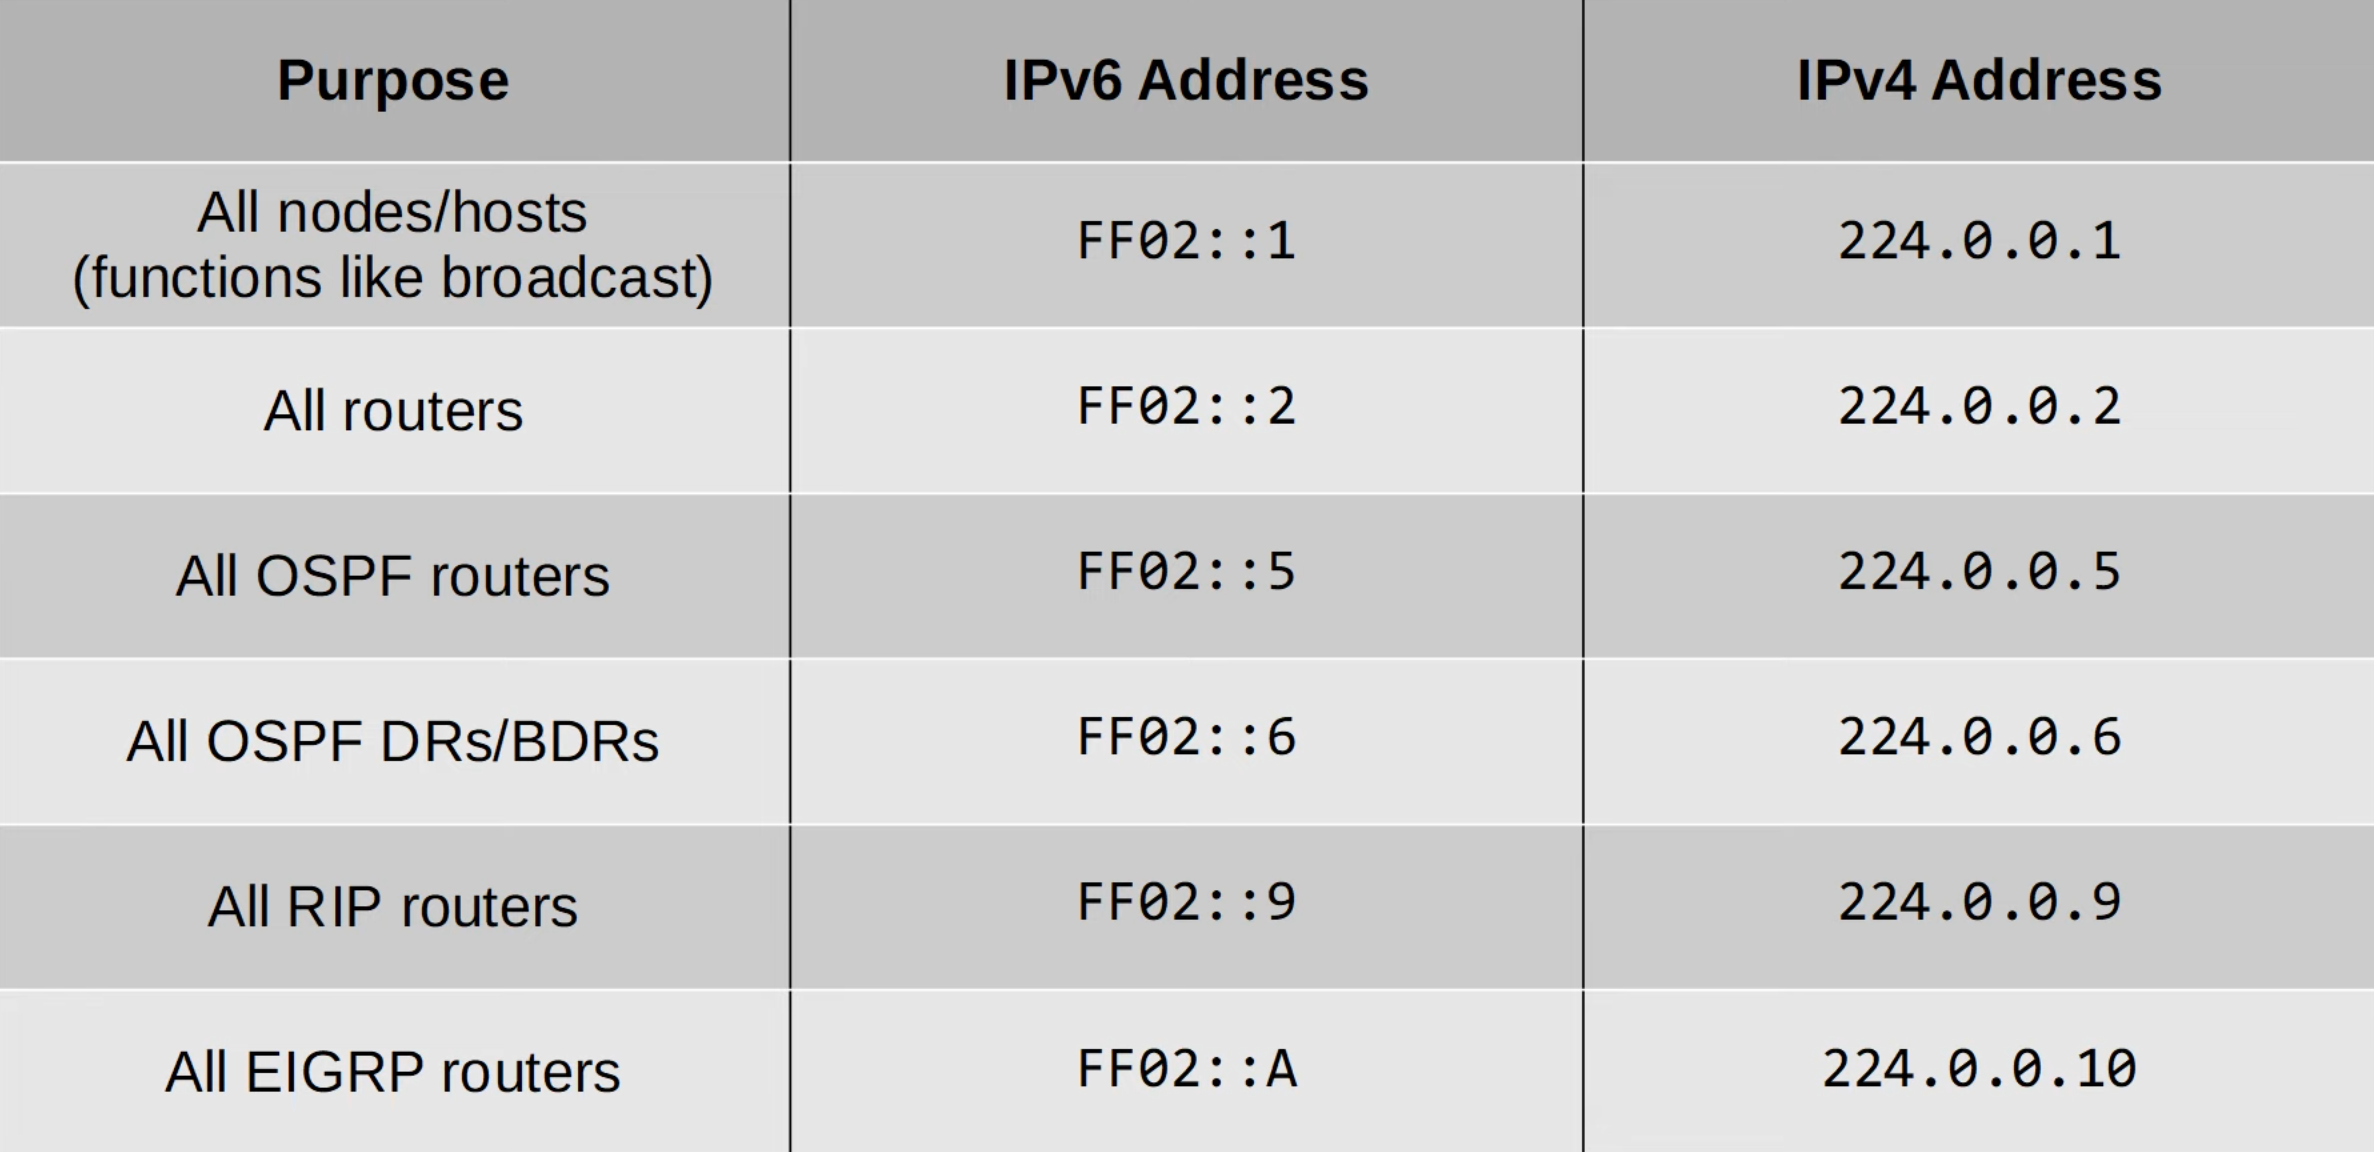 Purpose IPv6 Address IPv4 Address
All nodes/hosts
(functions like broadcast) FF02::1 224.0.0.1
All routers FF02::2 224.0.0.2
All OSPF routers FF02::5 224.0.0.5
All OSPF DRs/BDRs FF02::6 224.0.0.6
All RIP routers FF02::9 224.0.0.9
All EIGRP routers FF02::A 224.0.0.10